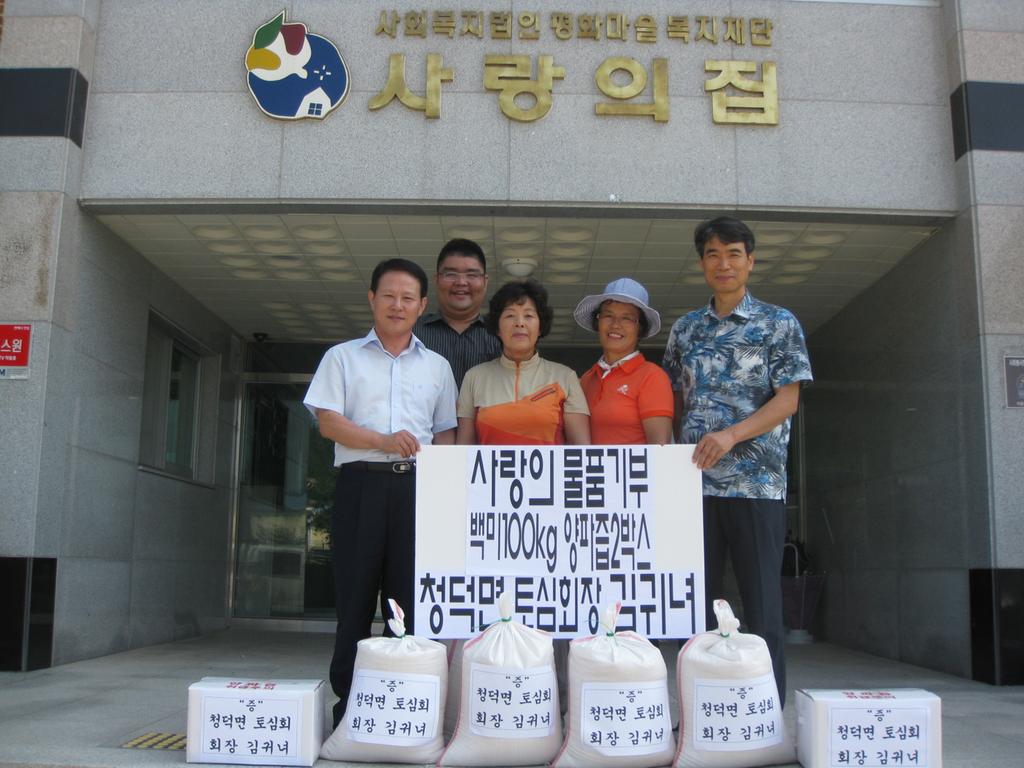 사회복지법인 평화마을복지재단
사랑의집
스원
사랑의 물품기부
백미100kg 양파즙2박스
청덕면 토심회장 김귀녀
"증"
청덕면 토심회
회장 김귀녀
"증"
청덕면 토심회
회장 김귀녀
"증"
청덕면 토심회
회장 김귀녀
"증"
청덕면 토심회
회장 김귀녀
"증"
청덕면 토심회
회장 김귀녀
"증"
청덕면 토심회
회장 김귀녀